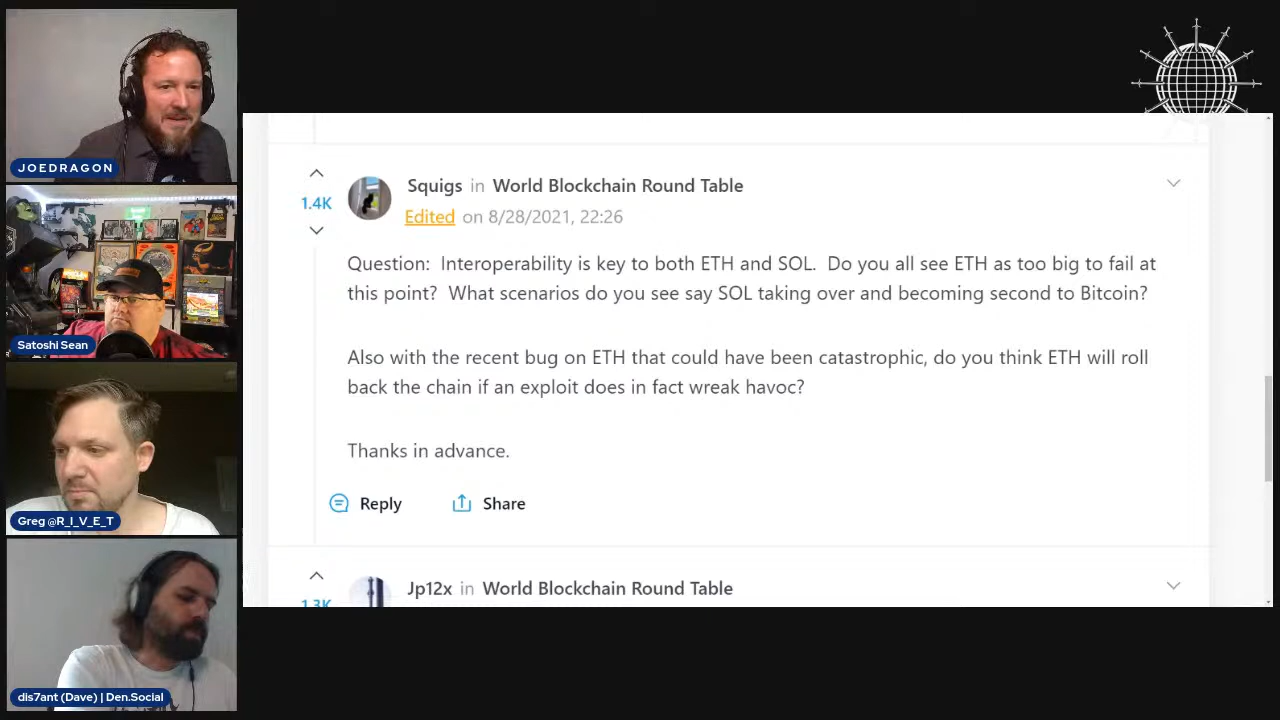 JOEDRAGON
Satoshi Sean
Greg @R_I_V_E_T
dis7ant (Dave) | Den.Social
1.4K
Squigs in World Blockchain Round Table
Edited on 8/28/2021, 22:26
Question: Interoperability is key to both ETH and SOL. Do you all see ETH as too big to fail at
this point? What scenarios do you see say SOL taking over and becoming second to Bitcoin?
Also with the recent bug on ETH that could have been catastrophic, do you think ETH will roll
back the chain if an exploit does in fact wreak havoc?
Thanks in advance.
Reply Share
1.3K
Jp12x in World Blockchain Round Table